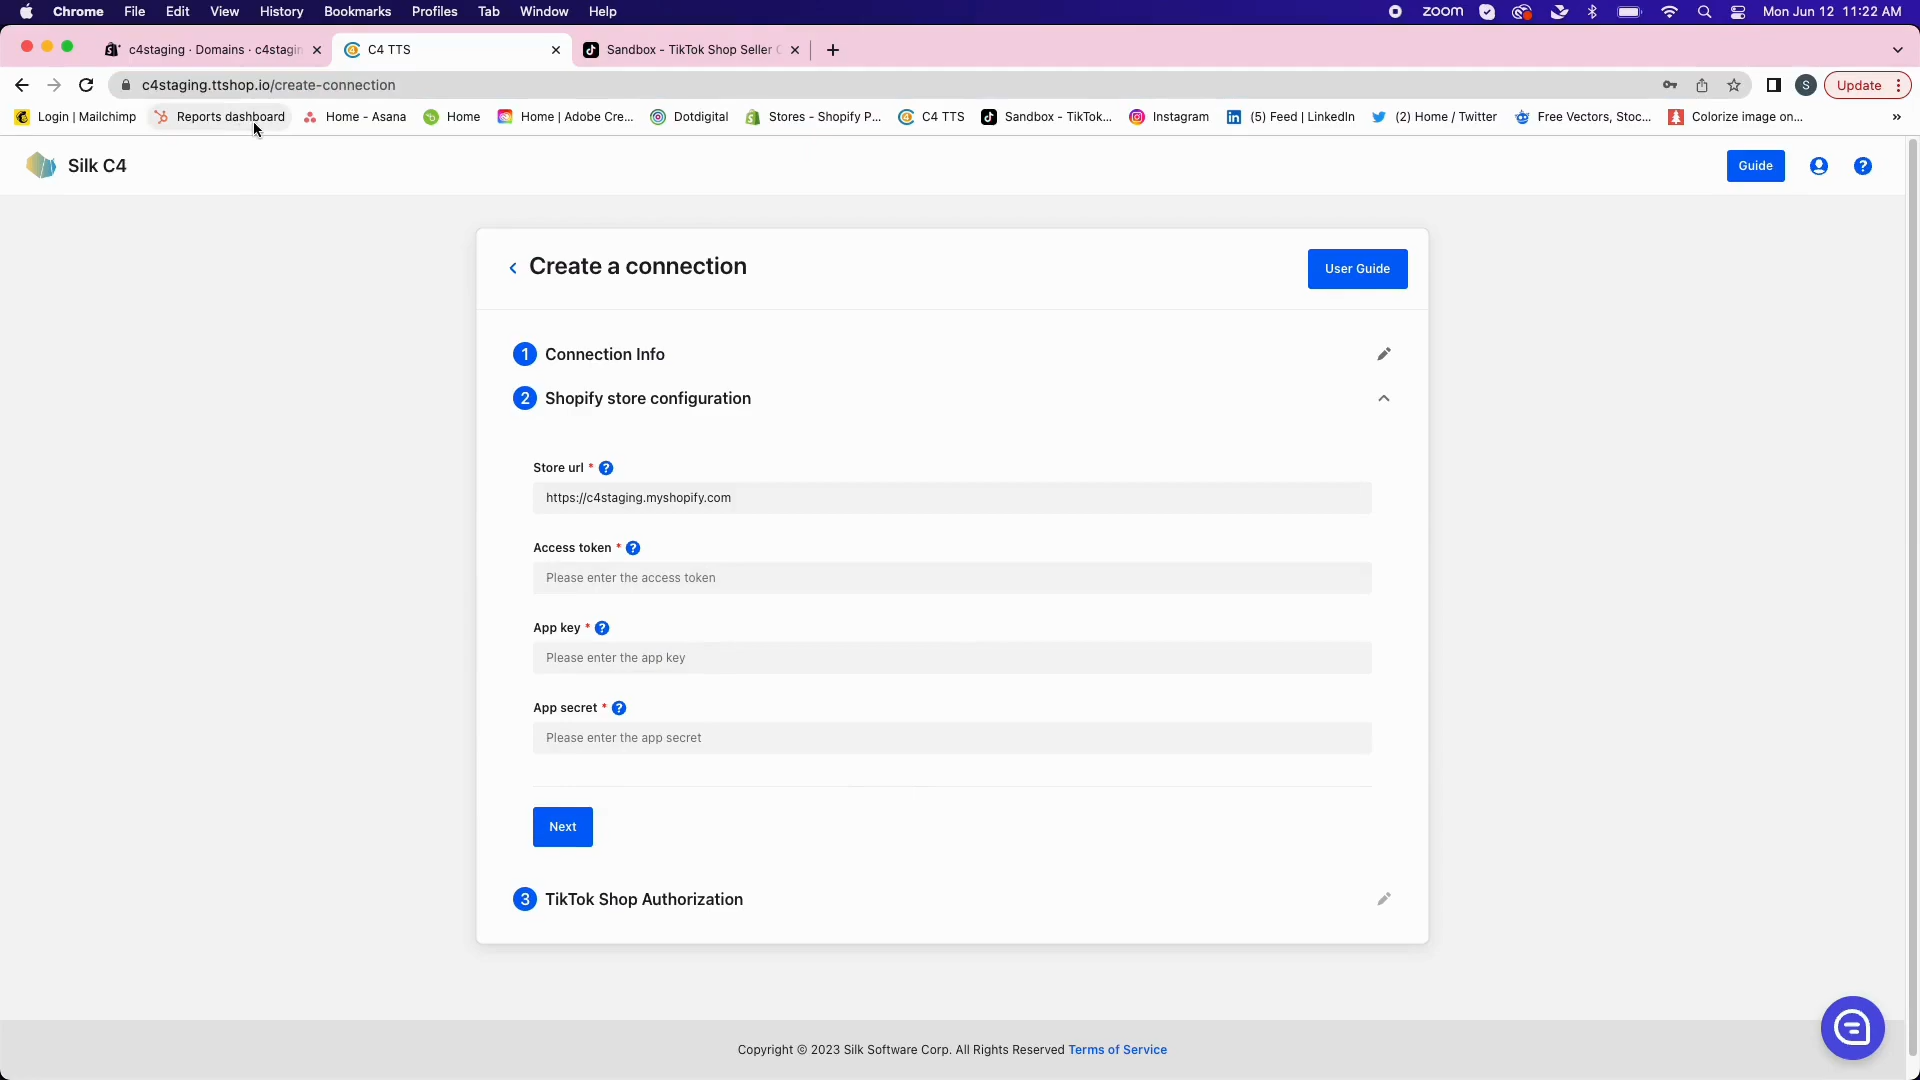 Chrome File Edit View History Bookmarks Profiles Tab Window Help zoom Mon Jun 12 11:22 AM
c4staging · Domains · c4stagin C4 TTS Sandbox - TikTok Shop Seller C
c4staging.ttshop.io/create-connection S Update
Login | Mailchimp Reports dashboard Home - Asana Home Home | Adobe Cre... Dotdigital Stores - Shopify P... C4 TTS Sandbox - TikTok... Instagram (5) Feed | LinkedIn (2) Home / Twitter Free Vectors, Stoc... Colorize image on... »
Silk C4 Guide ?
Create a connection User Guide
1 Connection Info
2 Shopify store configuration
Store url * ?
https://c4staging.myshopify.com
Access token * ?
Please enter the access token
App key * ?
Please enter the app key
App secret * ?
Please enter the app secret
Next
3 TikTok Shop Authorization
Copyright © 2023 Silk Software Corp. All Rights Reserved Terms of Service